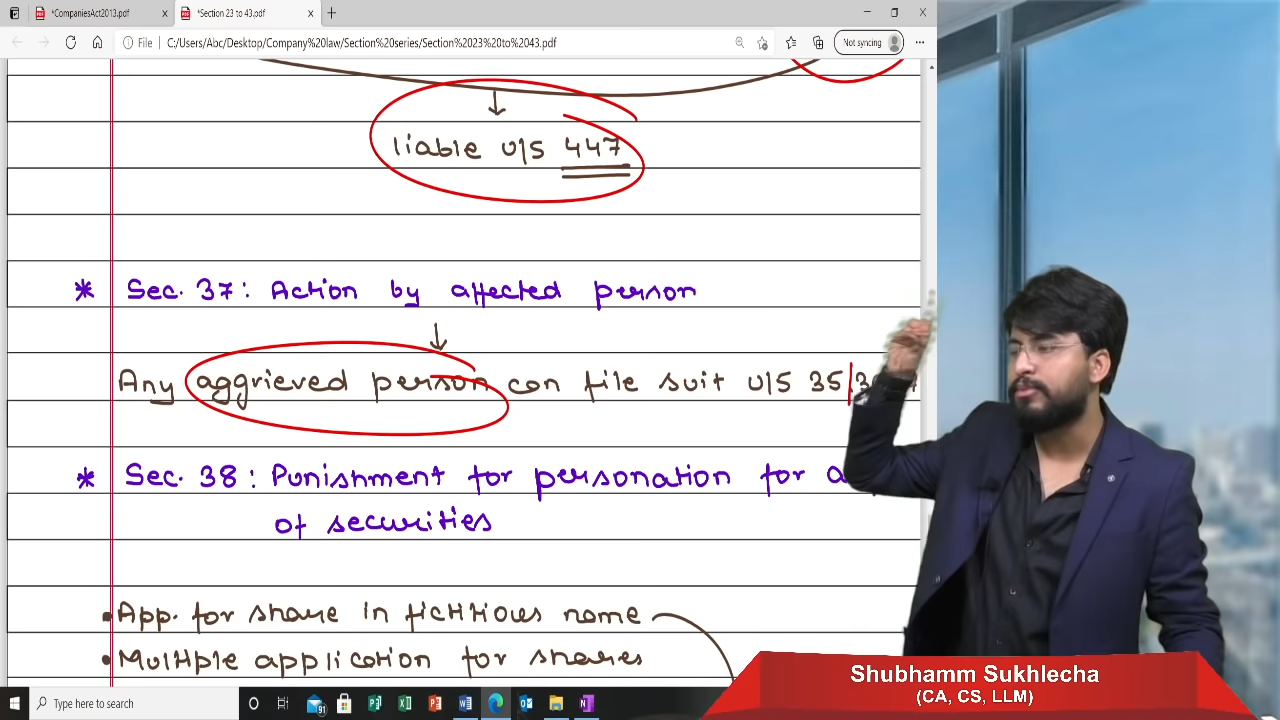 *CompaniesAct2013.pdf
*Section 23 to 43.pdf
File C:/Users/Abc/Desktop/Company%20law/Section%20series/Section%2023%20to%2043.pdf
Not syncing
liable U/S 447
* Sec. 37: Action by affected person
Any aggrieved person can file suit U/S 35
* Sec. 38: Punishment for personation for
of securities
• App. for share in fictitious name
• Multiple application for shares
Shubhamm Sukhlecha
(CA, CS, LLM)
Type here to search
91